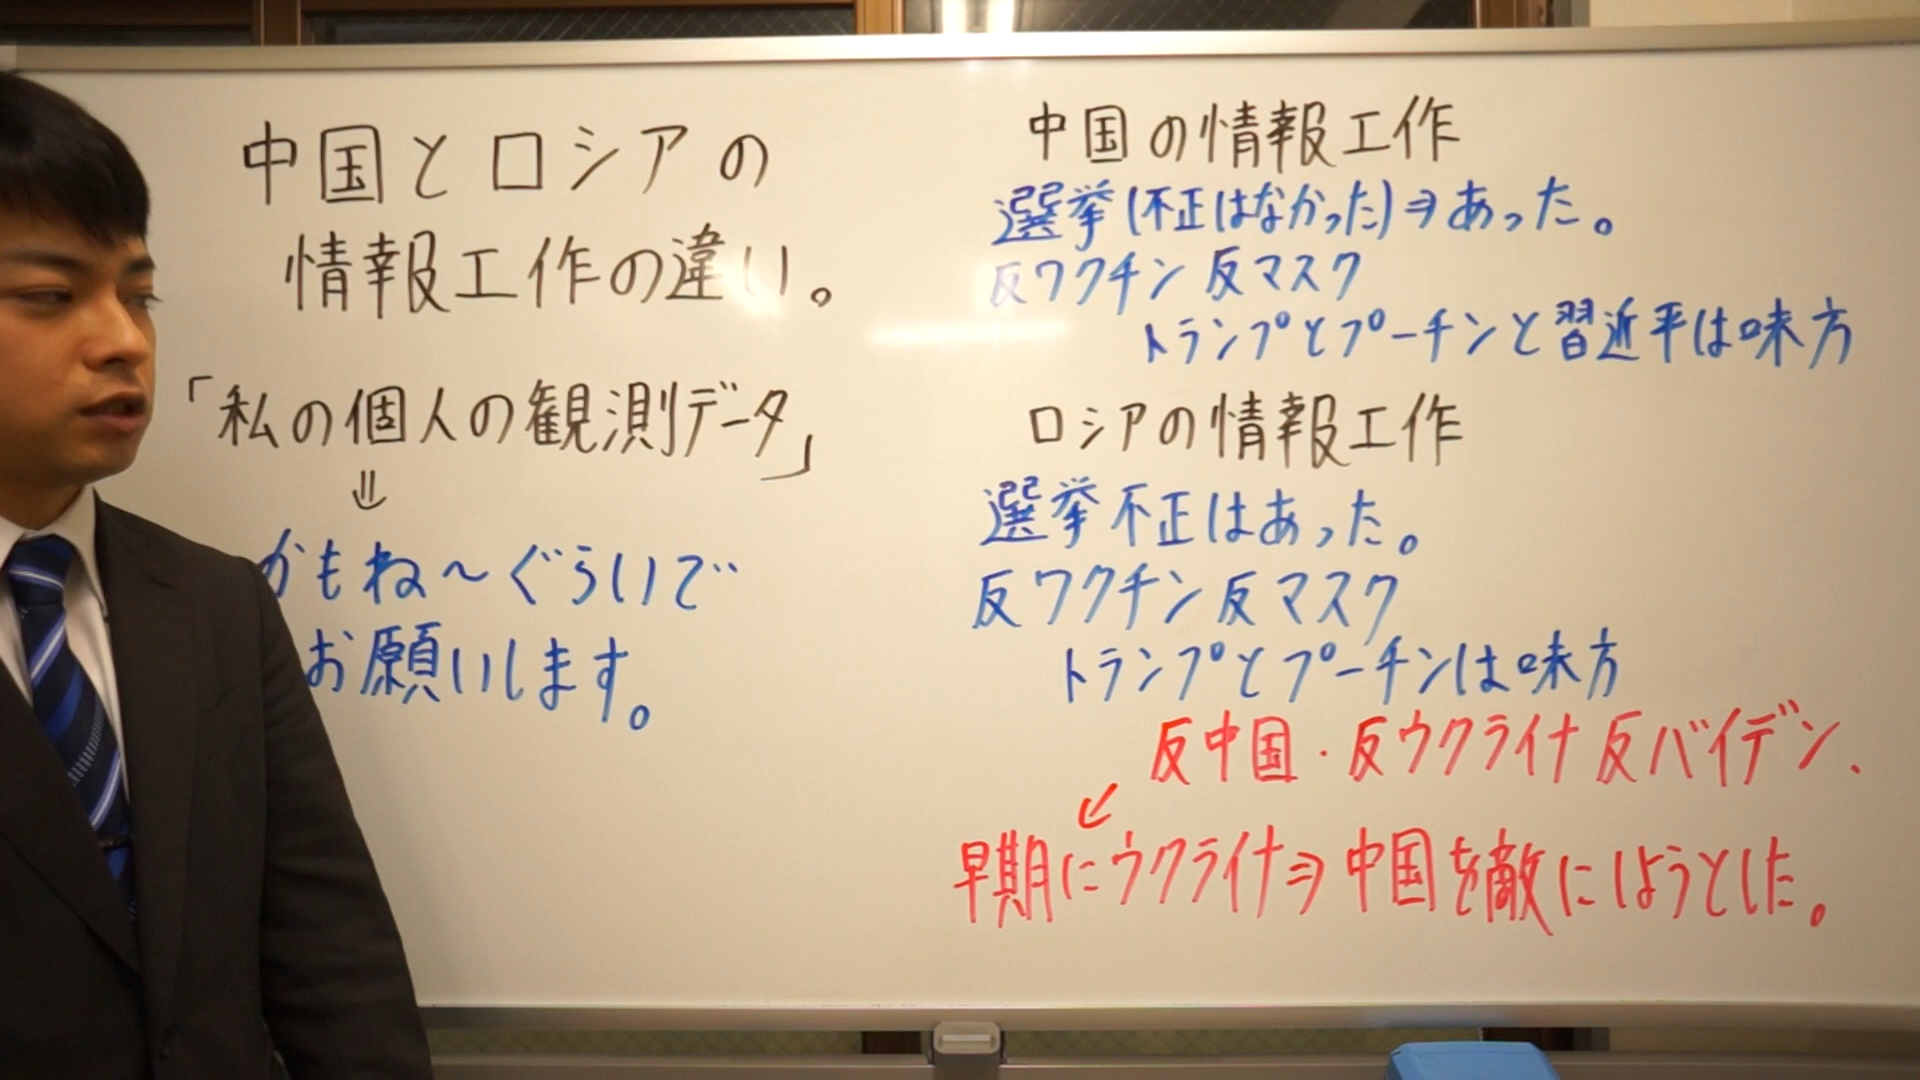 中国とロシアの
情報工作の違い。
「私の個人の観測データ」
⇓
かもね～ぐらいで
お願いします。
中国の情報工作
選挙(不正はなかった)⇒あった。
反ワクチン 反マスク
トランプとプーチンと習近平は味方
ロシアの情報工作
選挙不正はあった。
反ワクチン反マスク
トランプとプーチンは味方
反中国・反ウクライナ反バイデン、
↙
早期にウクライナ⇒中国を敵にしようとした。